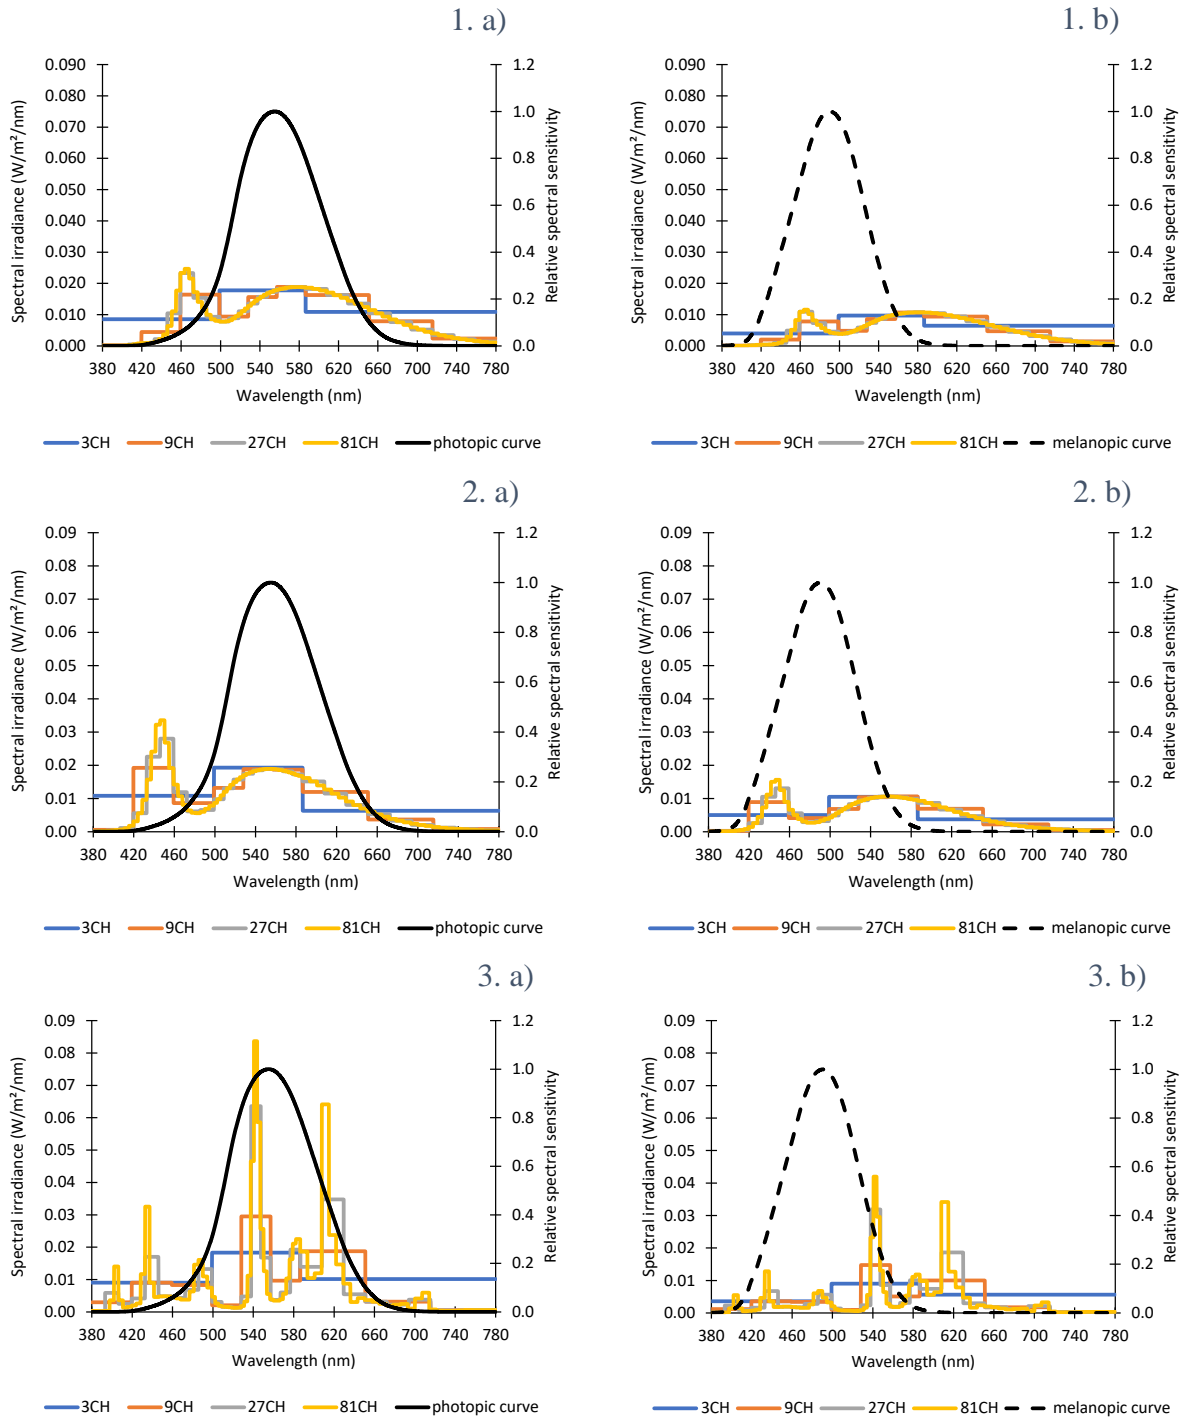 1. a)
1. b)
Spectral irradiance (W/m²/nm)
0.090
0.080
0.070
0.060
0.050
0.040
0.030
0.020
0.010
0.000
1.2
1.0
0.8
0.6
0.4
0.2
0.0
Relative spectral sensitivity
380 420 460 500 540 580 620 660 700 740 780
Wavelength (nm)
3CH 9CH 27CH 81CH photopic curve
Spectral irradiance (W/m²/nm)
0.090
0.080
0.070
0.060
0.050
0.040
0.030
0.020
0.010
0.000
1.2
1.0
0.8
0.6
0.4
0.2
0.0
Relative spectral sensitivity
380 420 460 500 540 580 620 660 700 740 780
Wavelength (nm)
3CH 9CH 27CH 81CH melanopic curve
2. a)
2. b)
Spectral irradiance (W/m²/nm)
0.09
0.08
0.07
0.06
0.05
0.04
0.03
0.02
0.01
0.00
1.2
1.0
0.8
0.6
0.4
0.2
0.0
Relative spectral sensitivity
380 420 460 500 540 580 620 660 700 740 780
Wavelength (nm)
3CH 9CH 27CH 81CH photopic curve
Spectral irradiance (W/m²/nm)
0.09
0.08
0.07
0.06
0.05
0.04
0.03
0.02
0.01
0.00
1.2
1.0
0.8
0.6
0.4
0.2
0.0
Relative spectral sensitivity
380 420 460 500 540 580 620 660 700 740 780
Wavelength (nm)
3CH 9CH 27CH 81CH melanopic curve
3. a)
3. b)
Spectral irradiance (W/m²/nm)
0.09
0.08
0.07
0.06
0.05
0.04
0.03
0.02
0.01
0.00
1.2
1.0
0.8
0.6
0.4
0.2
0.0
Relative spectral sensitivity
380 420 460 500 540 580 620 660 700 740 780
Wavelength (nm)
3CH 9CH 27CH 81CH photopic curve
Spectral irradiance (W/m²/nm)
0.09
0.08
0.07
0.06
0.05
0.04
0.03
0.02
0.01
0.00
1.2
1.0
0.8
0.6
0.4
0.2
0.0
Relative spectral sensitivity
380 420 460 500 540 580 620 660 700 740 780
Wavelength (nm)
3CH 9CH 27CH 81CH melanopic curve